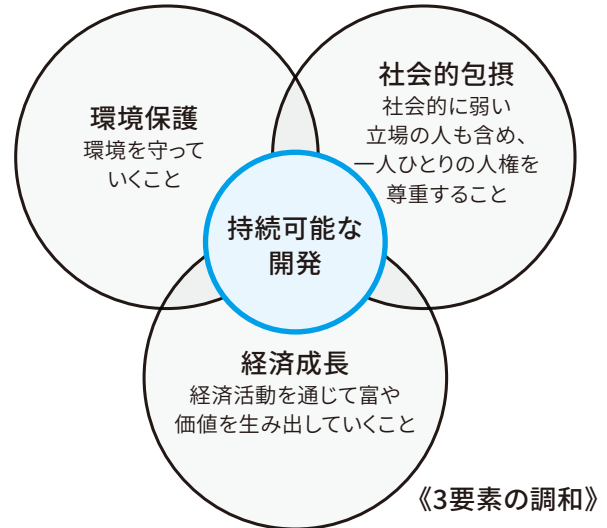 環境保護
環境を守って
いくこと
社会的包摂
社会的に弱い
立場の人も含め、
一人ひとりの人権を
尊重すること
持続可能な
開発
経済成長
経済活動を通じて富や
価値を生み出していくこと
《3要素の調和》